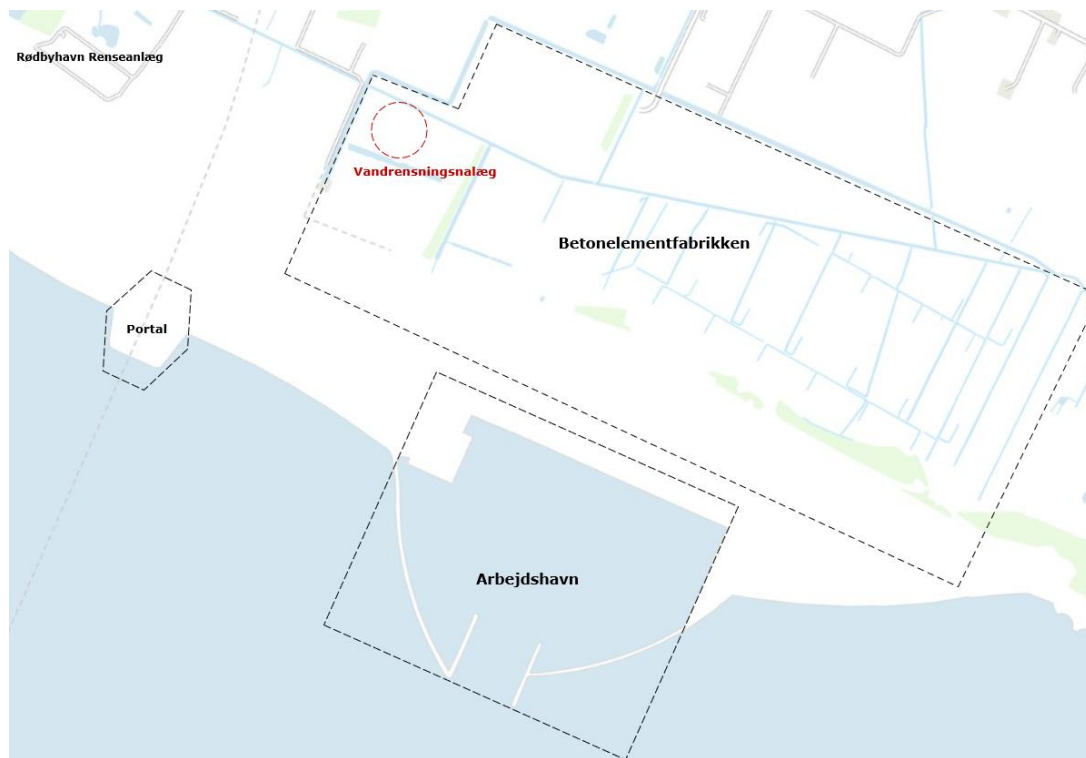 Rødbyhavn Renseanlæg
Vandrensningsnalæg
Betonelementfabrikken
Portal
Arbejdshavn